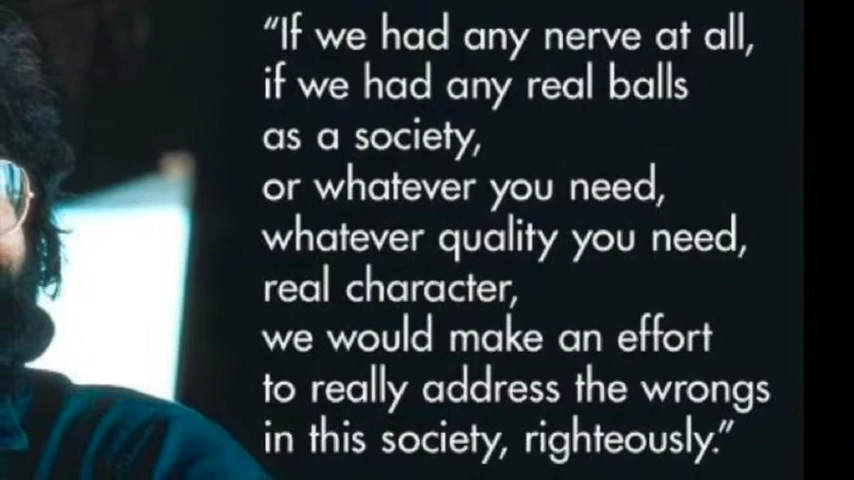 “If we had any nerve at all,
if we had any real balls
as a society,
or whatever you need,
whatever quality you need,
real character,
we would make an effort
to really address the wrongs
in this society, righteously.”